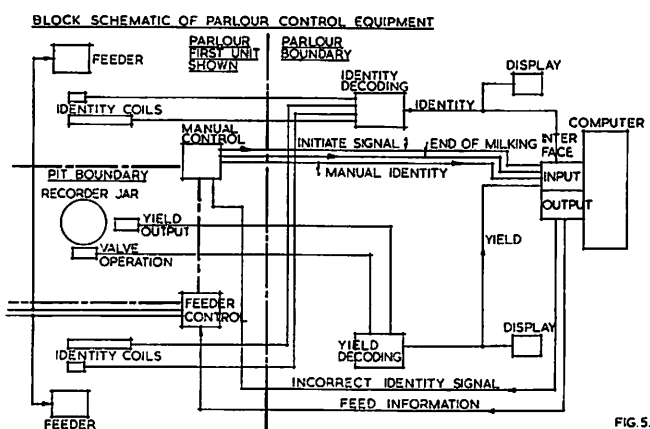 BLOCK SCHEMATIC OF PARLOUR CONTROL EQUIPMENT
PARLOUR
FIRST UNIT
SHOWN
PARLOUR
BOUNDARY
FEEDER
IDENTITY COILS
MANUAL
CONTROL
IDENTITY
DECODING
DISPLAY
IDENTITY
COMPUTER
INITIATE SIGNAL
END OF MILKING
INTER
FACE
MANUAL IDENTITY
INPUT
OUTPUT
PIT BOUNDARY
RECORDER JAR
YIELD
OUTPUT
VALVE
OPERATION
YIELD
FEEDER
CONTROL
IDENTITY COILS
YIELD
DECODING
DISPLAY
INCORRECT IDENTITY SIGNAL
FEED INFORMATION
FEEDER
FIG.5.